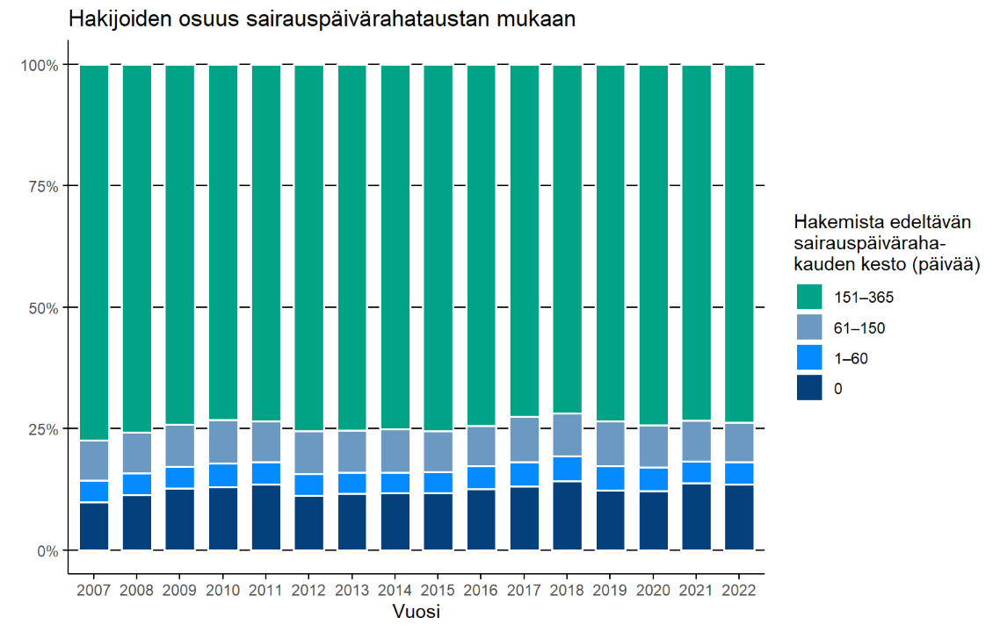 Hakijoiden osuus sairauspäivärahataustan mukaan
100%
75%
50%
25%
0%
2007 2008 2009 2010 2011 2012 2013 2014 2015 2016 2017 2018 2019 2020 2021 2022
Vuosi
Hakemista edeltävän
sairauspäiväraha-
kauden kesto (päivää)
151–365
61–150
1–60
0